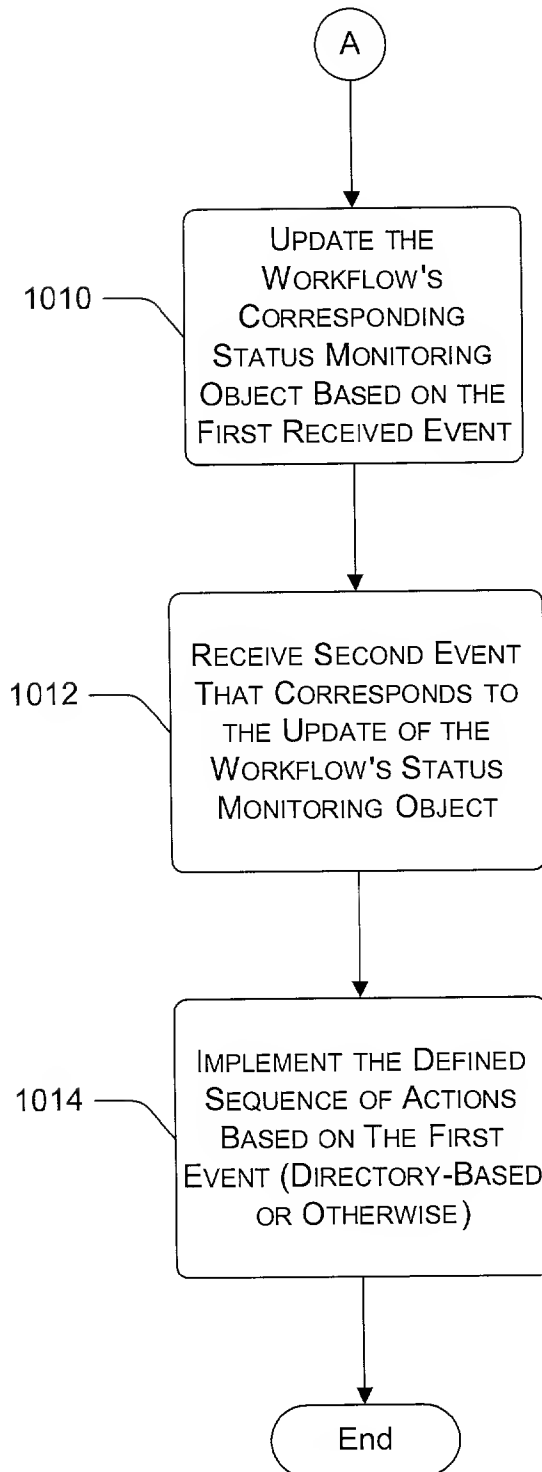 A
1010
UPDATE THE
WORKFLOW'S
CORRESPONDING
STATUS MONITORING
OBJECT BASED ON THE
FIRST RECEIVED EVENT
1012
RECEIVE SECOND EVENT
THAT CORRESPONDS TO
THE UPDATE OF THE
WORKFLOW'S STATUS
MONITORING OBJECT
1014
IMPLEMENT THE DEFINED
SEQUENCE OF ACTIONS
BASED ON THE FIRST
EVENT (DIRECTORY-BASED
OR OTHERWISE)
End